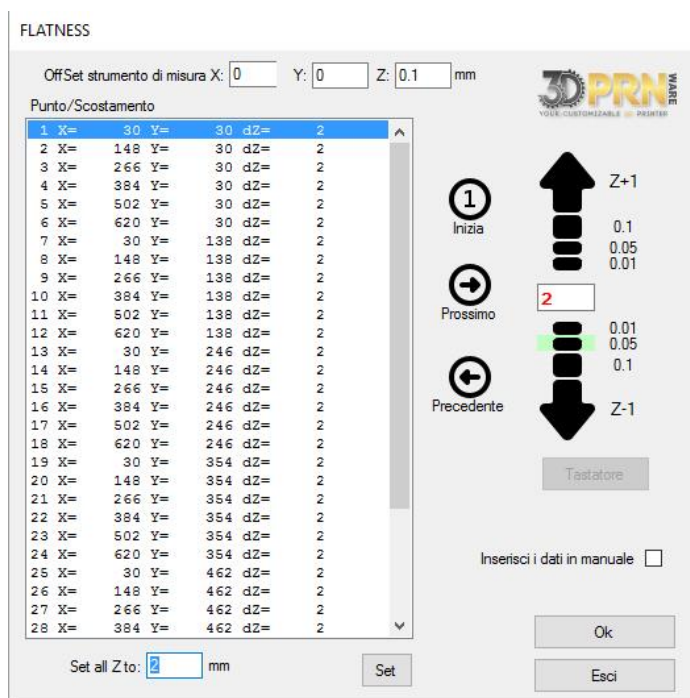 FLATNESS
OffSet strumento di misura X: 0 Y: 0 Z: 0.1 mm
3DPRN WARE
YOUR CUSTOMIZABLE 3D PRINTER
Punto/Scostamento
1 X= 30 Y= 30 dZ= 2
2 X= 148 Y= 30 dZ= 2
3 X= 266 Y= 30 dZ= 2
4 X= 384 Y= 30 dZ= 2
5 X= 502 Y= 30 dZ= 2
6 X= 620 Y= 30 dZ= 2
7 X= 30 Y= 138 dZ= 2
8 X= 148 Y= 138 dZ= 2
9 X= 266 Y= 138 dZ= 2
10 X= 384 Y= 138 dZ= 2
11 X= 502 Y= 138 dZ= 2
12 X= 620 Y= 138 dZ= 2
13 X= 30 Y= 246 dZ= 2
14 X= 148 Y= 246 dZ= 2
15 X= 266 Y= 246 dZ= 2
16 X= 384 Y= 246 dZ= 2
17 X= 502 Y= 246 dZ= 2
18 X= 620 Y= 246 dZ= 2
19 X= 30 Y= 354 dZ= 2
20 X= 148 Y= 354 dZ= 2
21 X= 266 Y= 354 dZ= 2
22 X= 384 Y= 354 dZ= 2
23 X= 502 Y= 354 dZ= 2
24 X= 620 Y= 354 dZ= 2
25 X= 30 Y= 462 dZ= 2
26 X= 148 Y= 462 dZ= 2
27 X= 266 Y= 462 dZ= 2
28 X= 384 Y= 462 dZ= 2
Set all Z to: 2 mm
Set
1
Inizia
Prossimo
Precedente
Z+1
0.1
0.05
0.01
2
0.01
0.05
0.1
Z-1
Tastatore
Inserisci i dati in manuale
Ok
Esci